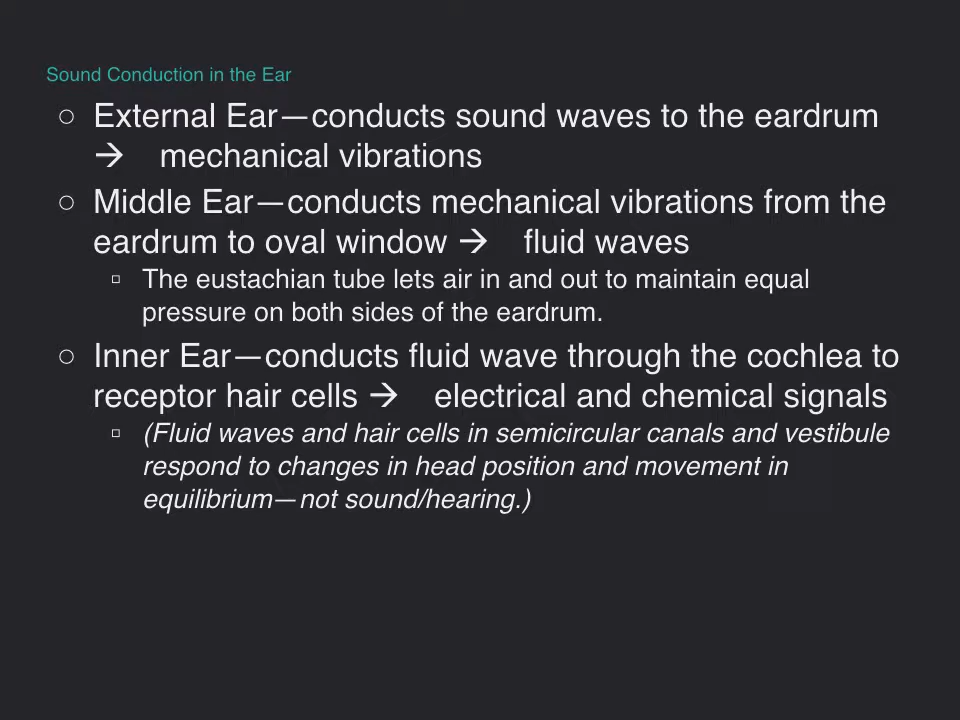 Sound Conduction in the Ear
○ External Ear—conducts sound waves to the eardrum
→ mechanical vibrations
○ Middle Ear—conducts mechanical vibrations from the
eardrum to oval window → fluid waves
▫ The eustachian tube lets air in and out to maintain equal
pressure on both sides of the eardrum.
○ Inner Ear—conducts fluid wave through the cochlea to
receptor hair cells → electrical and chemical signals
▫ (Fluid waves and hair cells in semicircular canals and vestibule
respond to changes in head position and movement in
equilibrium—not sound/hearing.)